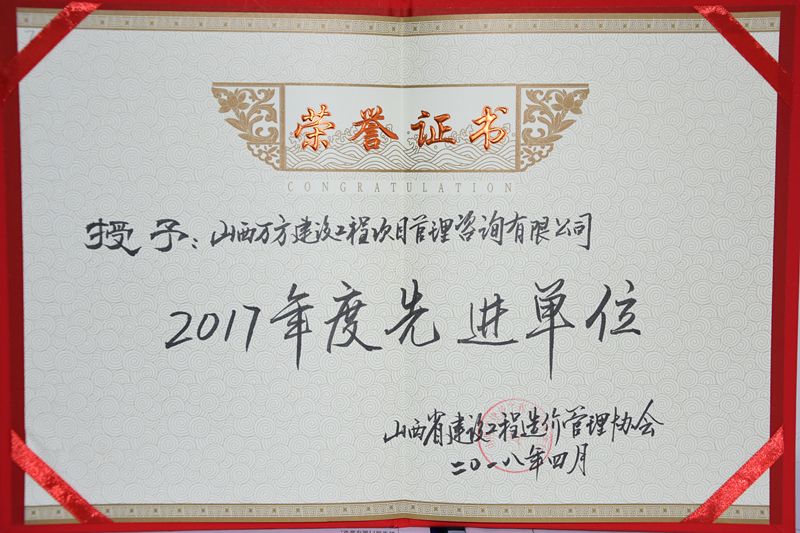 荣誉证书
CONGRATULATION
授予：山西万方建设工程项目管理咨询有限公司
2017年度先进单位
山西省建设工程造价管理协会
二〇一八年四月